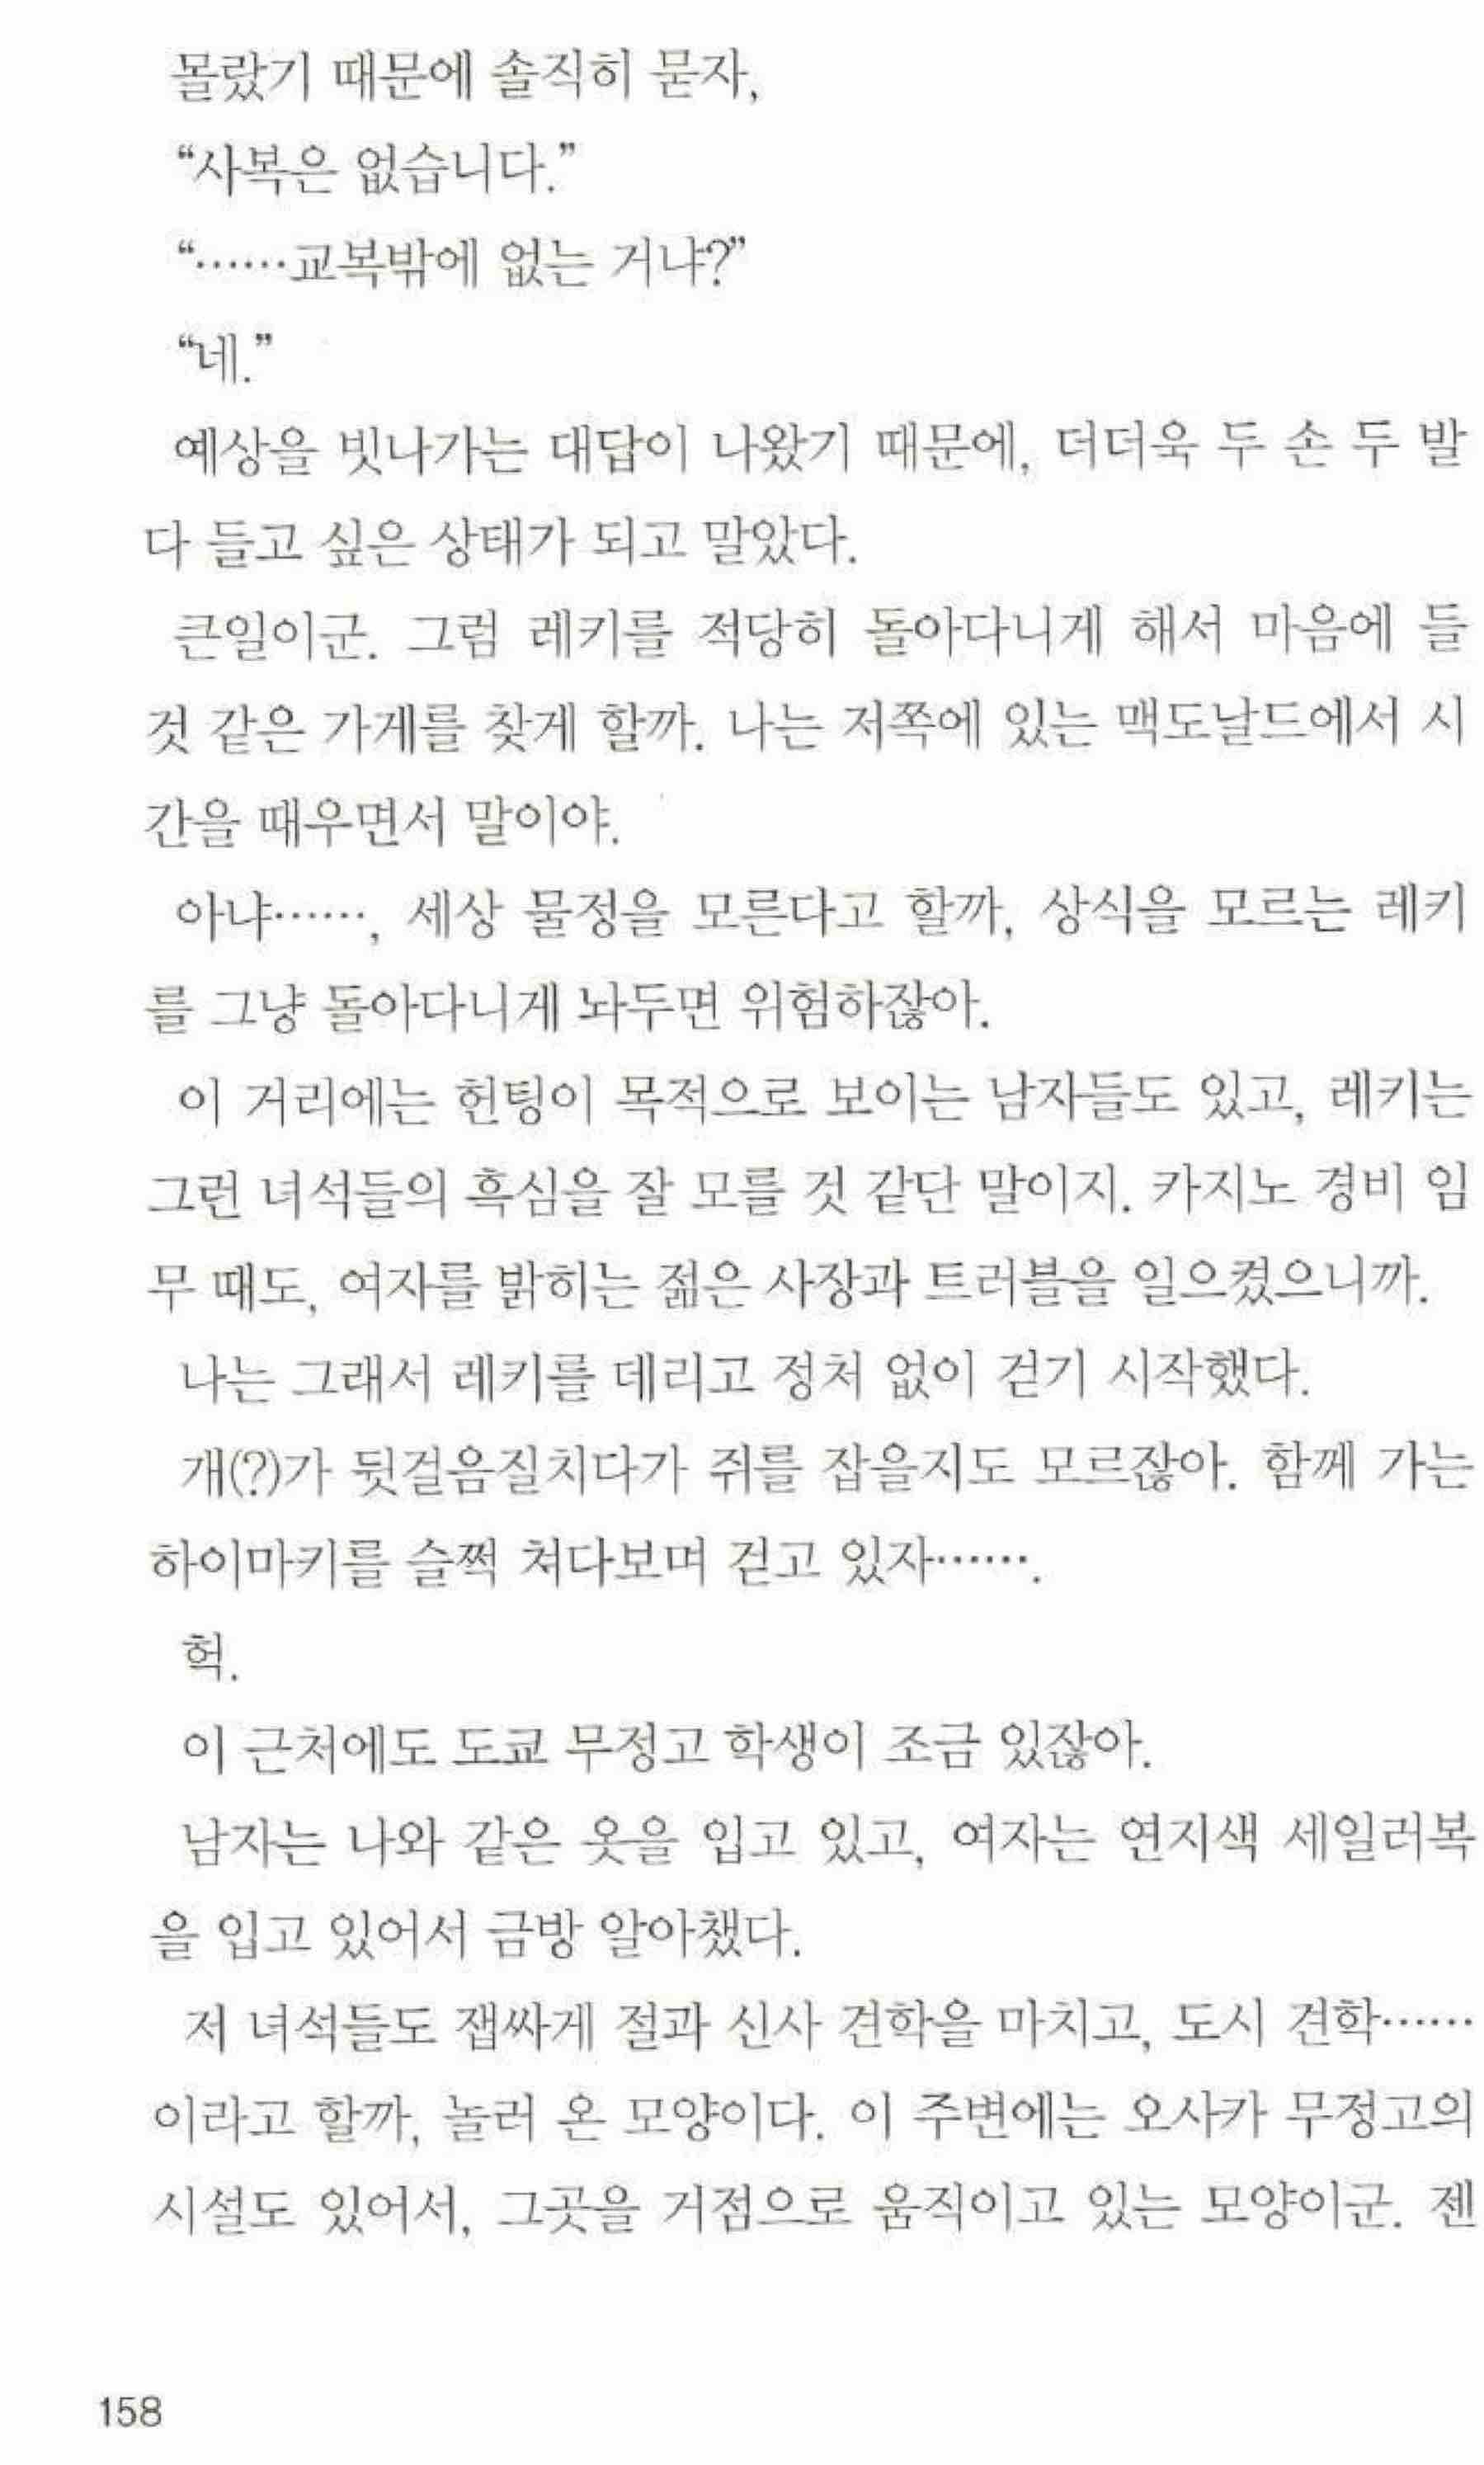 몰랐기 때문에 솔직히 묻자,
“사복은 없습니다.”
“……교복밖에 없는 거냐?”
“네.”
예상을 빗나가는 대답이 나왔기 때문에, 더더욱 두 손 두 발
다 들고 싶은 상태가 되고 말았다.
큰일이군. 그럼 레키를 적당히 돌아다니게 해서 마음에 들
것 같은 가게를 찾게 할까. 나는 저쪽에 있는 맥도날드에서 시
간을 때우면서 말이야.
아냐……, 세상 물정을 모른다고 할까, 상식을 모르는 레키
를 그냥 돌아다니게 놔두면 위험하잖아.
이 거리에는 헌팅이 목적으로 보이는 남자들도 있고, 레키는
그런 녀석들의 흑심을 잘 모를 것 같단 말이지. 카지노 경비 임
무 때도, 여자를 밝히는 젊은 사장과 트러블을 일으켰으니까.
나는 그래서 레키를 데리고 정처 없이 걷기 시작했다.
개(?)가 뒷걸음질치다가 쥐를 잡을지도 모르잖아. 함께 가는
하이마키를 슬쩍 쳐다보며 걷고 있자…….
헉.
이 근처에도 도쿄 무정고 학생이 조금 있잖아.
남자는 나와 같은 옷을 입고 있고, 여자는 연지색 세일러복
을 입고 있어서 금방 알아챘다.
저 녀석들도 잽싸게 절과 신사 견학을 마치고, 도시 견학……
이라고 할까, 놀러 온 모양이다. 이 주변에는 오사카 무정고의
시설도 있어서, 그곳을 거점으로 움직이고 있는 모양이군. 젠
158